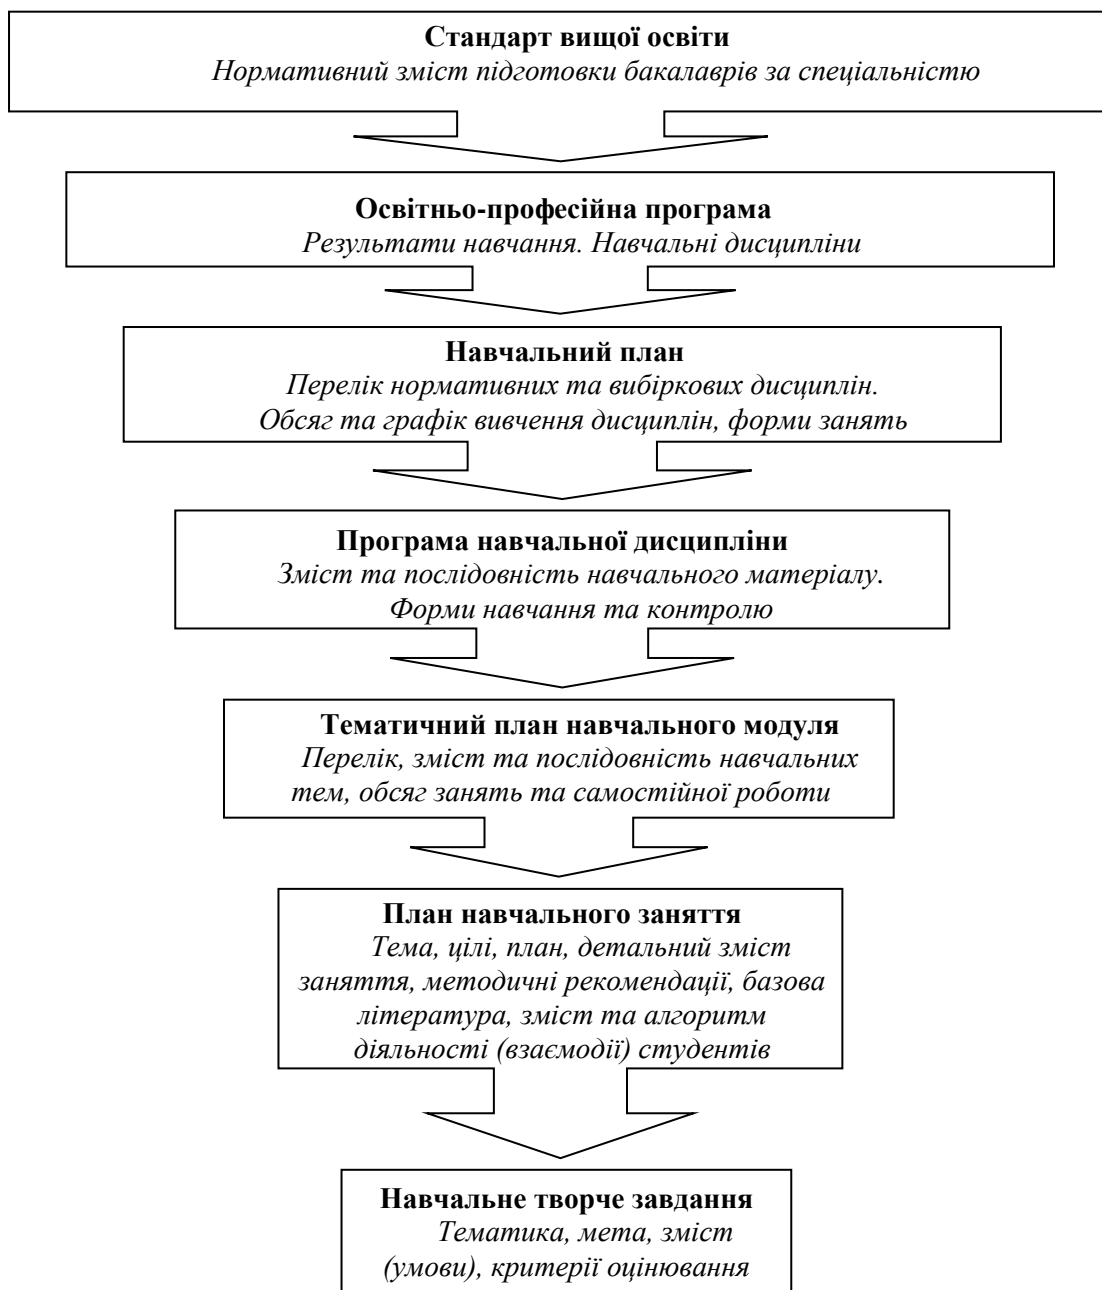 Стандарт вищої освіти
Нормативний зміст підготовки бакалаврів за спеціальністю
Освітньо-професійна програма
Результати навчання. Навчальні дисципліни
Навчальний план
Перелік нормативних та вибіркових дисциплін.
Обсяг та графік вивчення дисциплін, форми занять
Програма навчальної дисципліни
Зміст та послідовність навчального матеріалу.
Форми навчання та контролю
Тематичний план навчального модуля
Перелік, зміст та послідовність навчальних
тем, обсяг занять та самостійної роботи
План навчального заняття
Тема, цілі, план, детальний зміст
заняття, методичні рекомендації, базова
література, зміст та алгоритм
діяльності (взаємодії) студентів
Навчальне творче завдання
Тематика, мета, зміст
(умови), критерії оцінювання